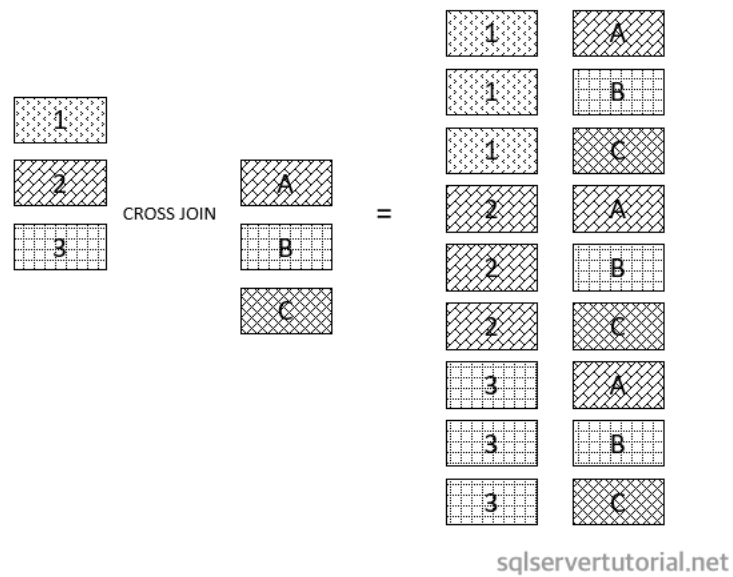 1
2
3
CROSS JOIN
A
B
C
=
1 A
1 B
1 C
2 A
2 B
2 C
3 A
3 B
3 C
sqlservertutorial.net